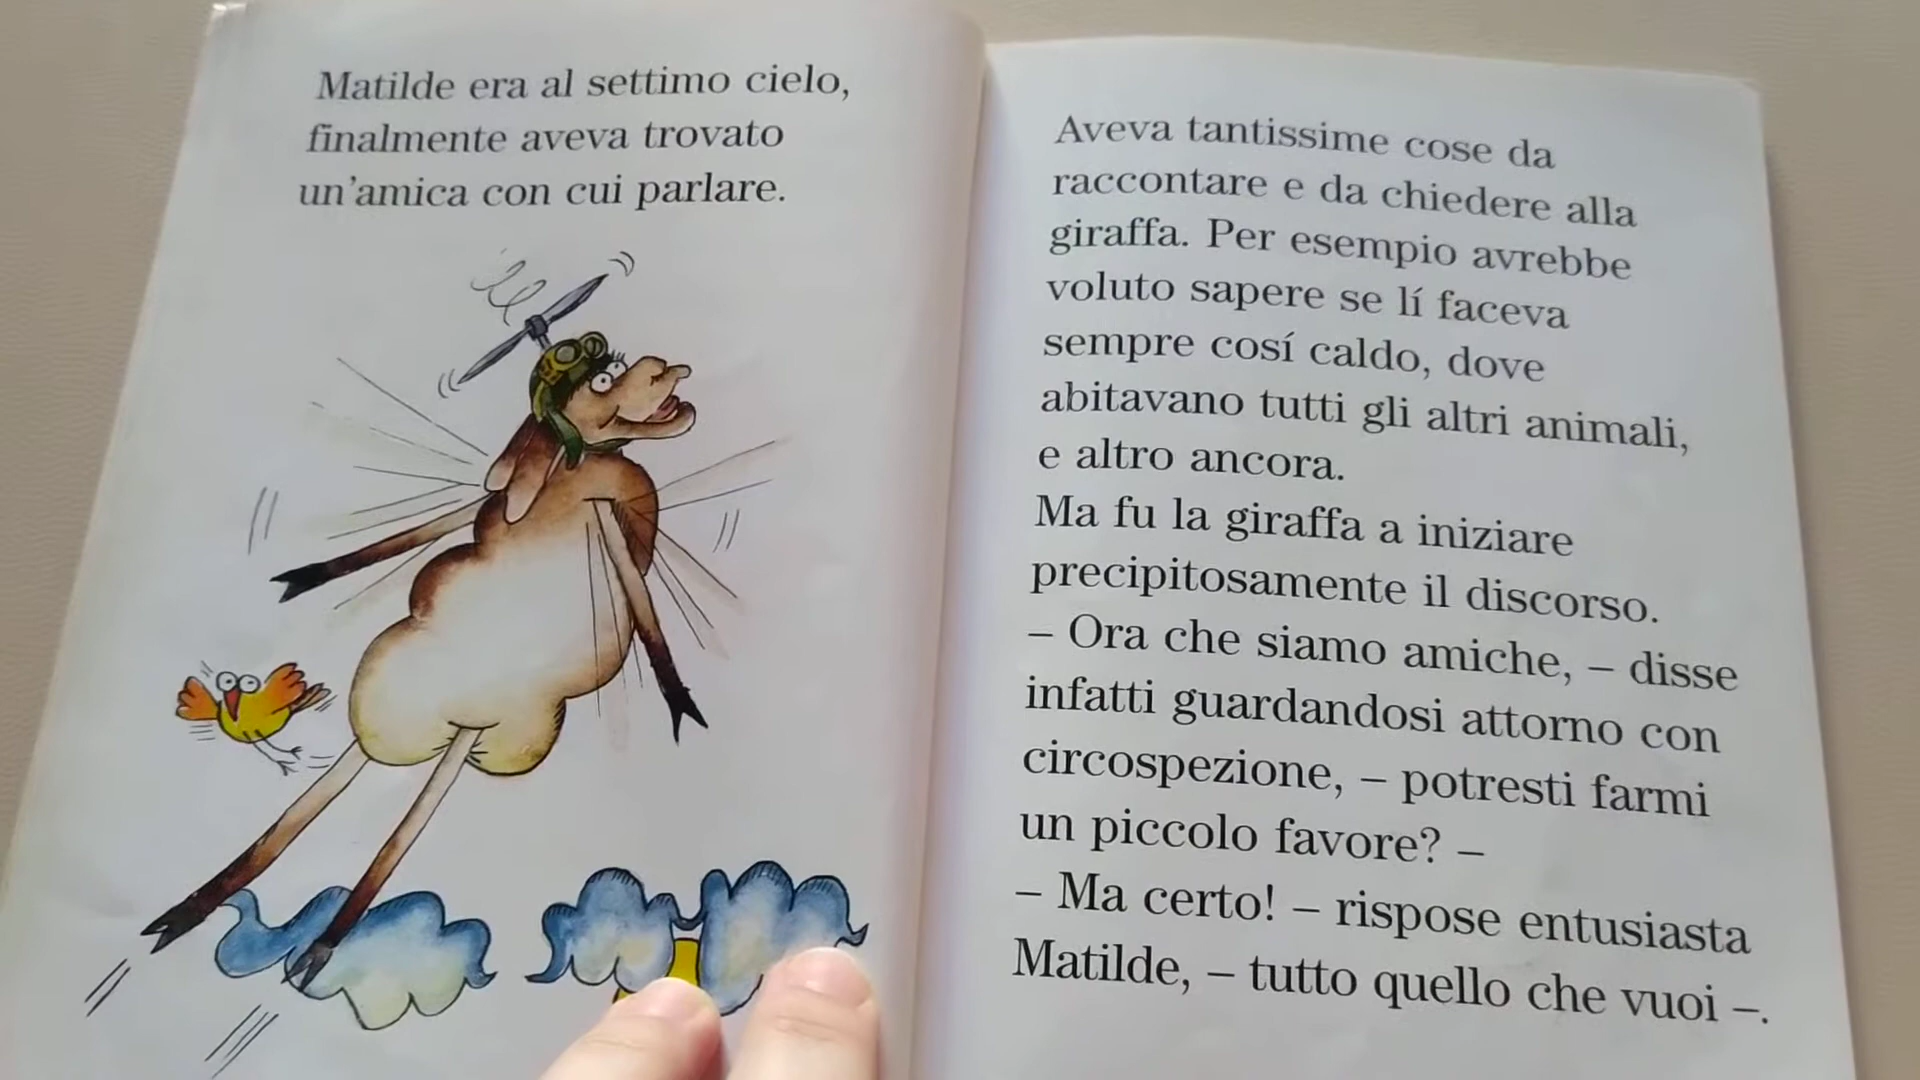 Matilde era al settimo cielo,
finalmente aveva trovato
un'amica con cui parlare.
Aveva tantissime cose da
raccontare e da chiedere alla
giraffa. Per esempio avrebbe
voluto sapere se lí faceva
sempre cosí caldo, dove
abitavano tutti gli altri animali,
e altro ancora.
Ma fu la giraffa a iniziare
precipitosamente il discorso.
– Ora che siamo amiche, – disse
infatti guardandosi attorno con
circospezione, – potresti farmi
un piccolo favore? –
– Ma certo! – rispose entusiasta
Matilde, – tutto quello che vuoi –.